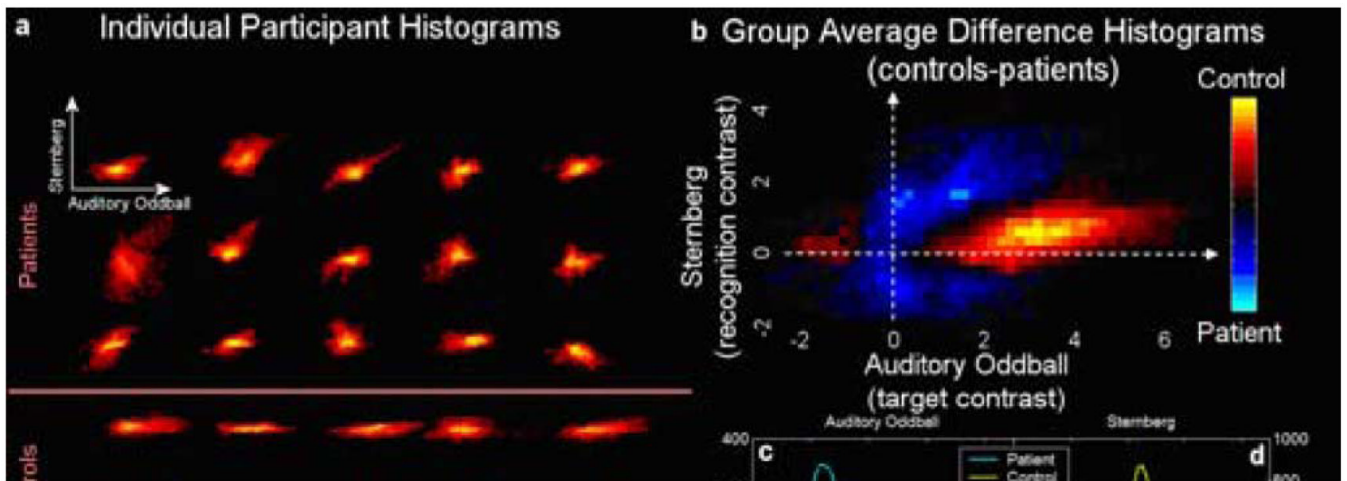 a Individual Participant Histograms
Sternberg
Auditory Oddball
Patients
rols
b Group Average Difference Histograms
(controls-patients)
Control
Patient
Sternberg
(recognition contrast)
4
2
0
-2
-2 0 2 4 6
Auditory Oddball
(target contrast)
Auditory Oddball Sternberg
400 c Patient d 1000
Control 800